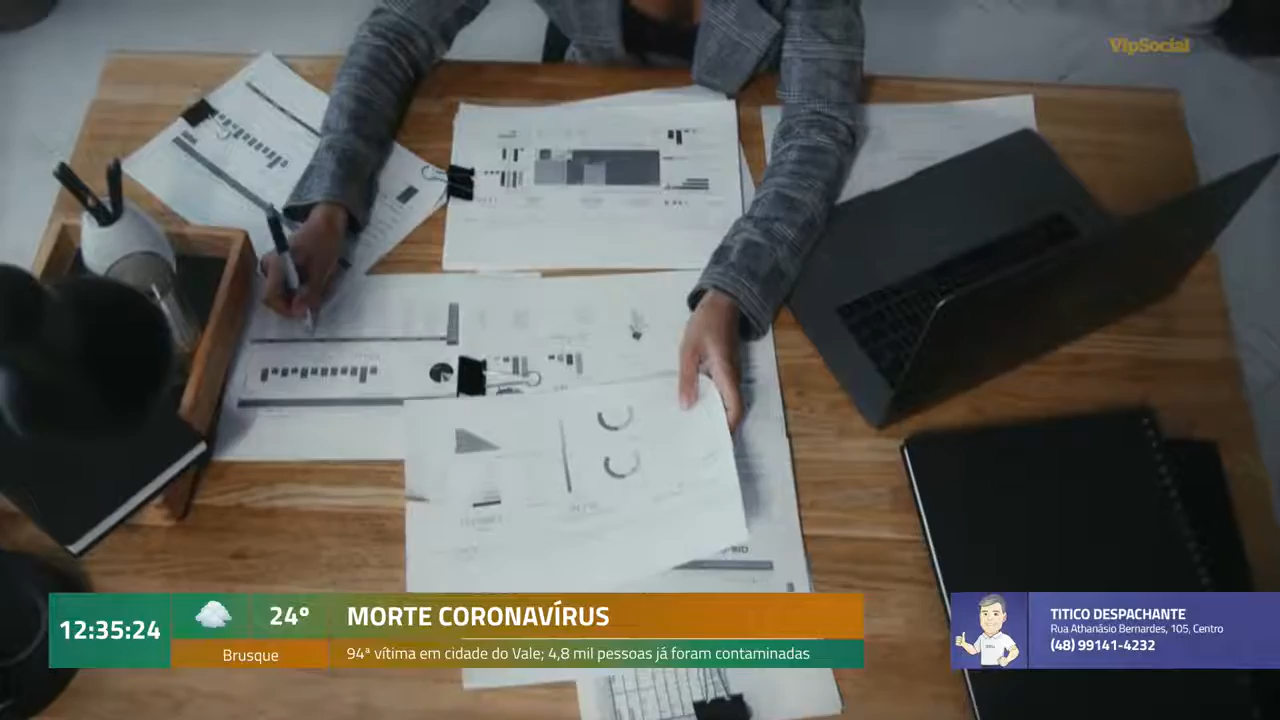 VipSocial
12:35:24
24º
Brusque
MORTE CORONAVÍRUS
94ª vítima em cidade do Vale; 4,8 mil pessoas já foram contaminadas
TITICO DESPACHANTE
Rua Athanásio Bernardes, 105, Centro
(48) 99141-4232